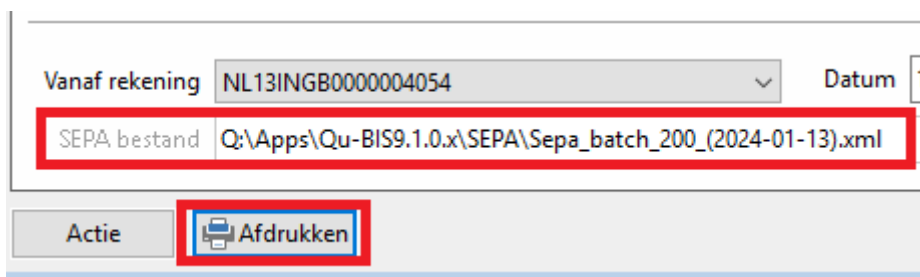 Vanaf rekening NL13INGB0000004054 Datum
SEPA bestand Q:\Apps\Qu-BIS9.1.0.x\SEPA\Sepa_batch_200_(2024-01-13).xml
Actie Afdrukken